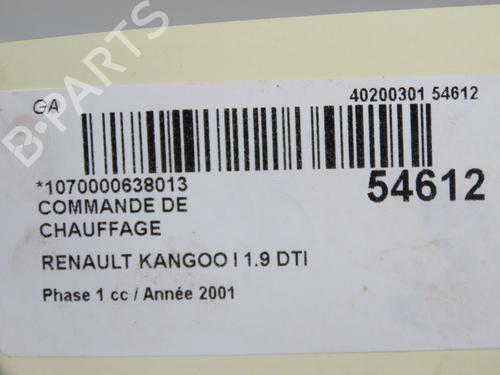 GA
40200301 54612
*1070000638013
54612
COMMANDE DE
CHAUFFAGE
RENAULT KANGOO I 1.9 DTI
Phase 1 cc / Année 2001
B-PARTS